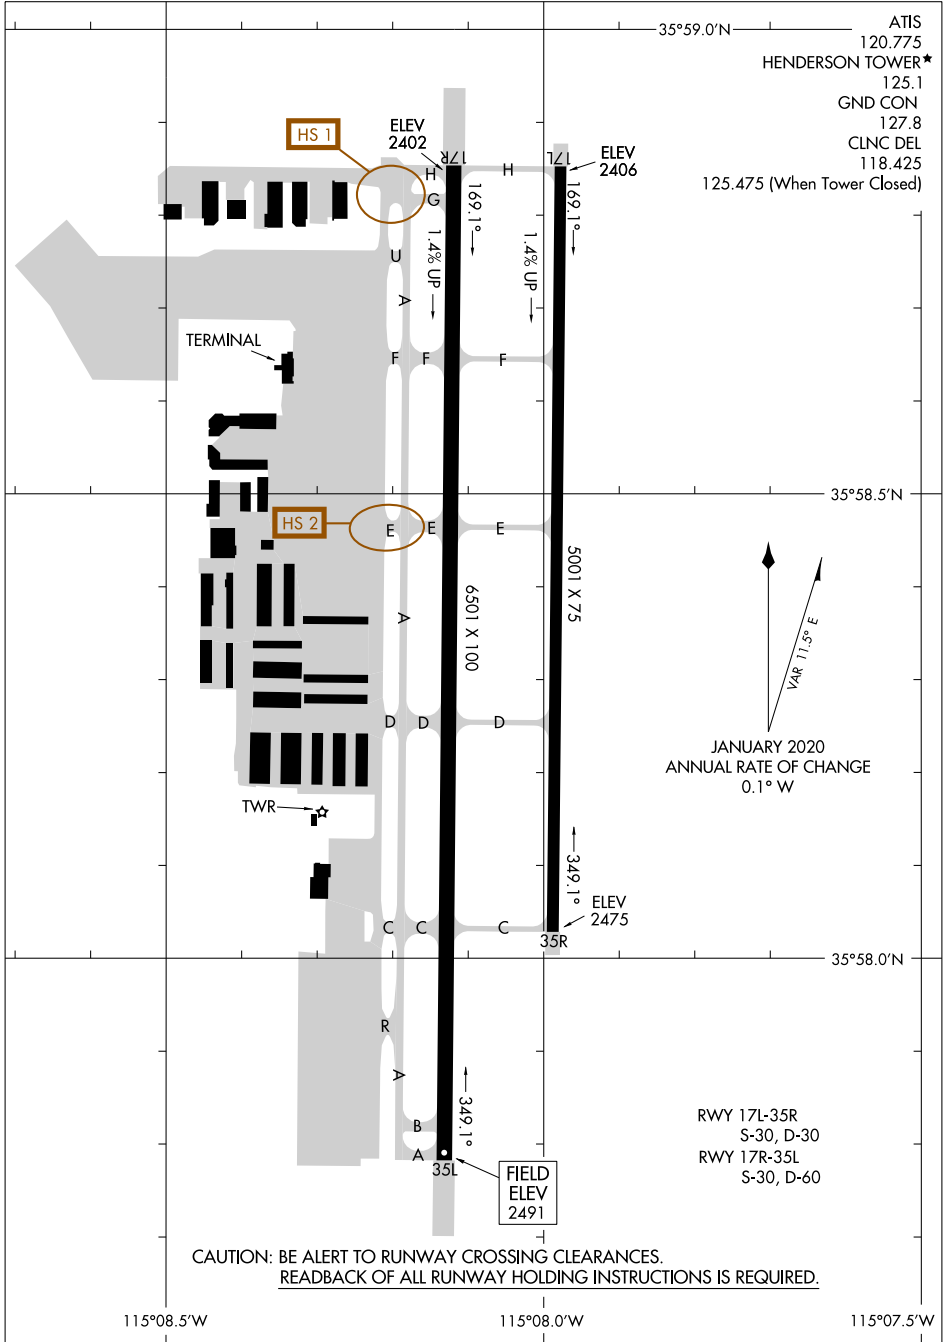 35°59.0'N
ATIS
120.775
HENDERSON TOWER★
125.1
GND CON
127.8
CLNC DEL
118.425
125.475 (When Tower Closed)
HS 1
ELEV
2402
17R
H
H
17L
ELEV
2406
G
169.1°
169.1°
1.4% UP
1.4% UP
U
A
TERMINAL
F
F
F
35°58.5'N
HS 2
E
E
E
5001 X 75
6501 X 100
A
VAR 11.5° E
D
D
D
JANUARY 2020
ANNUAL RATE OF CHANGE
0.1° W
TWR
349.1°
ELEV
2475
C
C
C
35R
35°58.0'N
R
A
349.1°
B
A
35L
RWY 17L-35R
S-30, D-30
RWY 17R-35L
S-30, D-60
FIELD
ELEV
2491
CAUTION: BE ALERT TO RUNWAY CROSSING CLEARANCES.
READBACK OF ALL RUNWAY HOLDING INSTRUCTIONS IS REQUIRED.
115°08.5'W
115°08.0'W
115°07.5'W